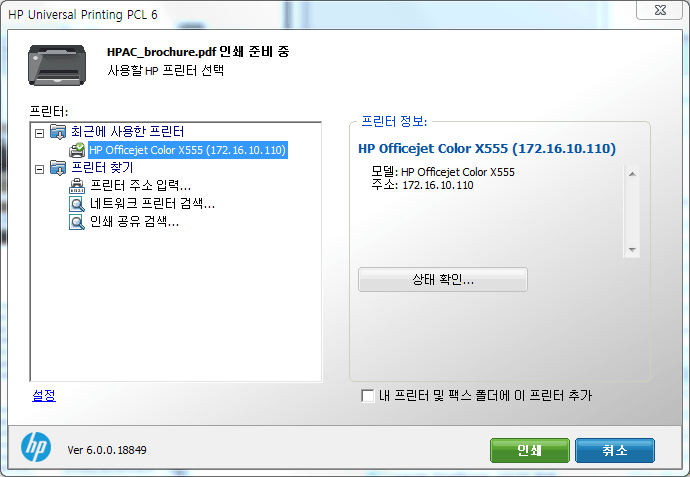 HP Universal Printing PCL 6
HPAC_brochure.pdf 인쇄 준비 중
사용할 HP 프린터 선택
프린터:
최근에 사용한 프린터
HP Officejet Color X555 (172.16.10.110)
프린터 찾기
프린터 주소 입력...
네트워크 프린터 검색...
인쇄 공유 검색...
설정
프린터 정보:
HP Officejet Color X555 (172.16.10.110)
모델: HP Officejet Color X555
주소: 172.16.10.110
상태 확인...
내 프린터 및 팩스 폴더에 이 프린터 추가
hp
Ver 6.0.0.18849
인쇄
취소